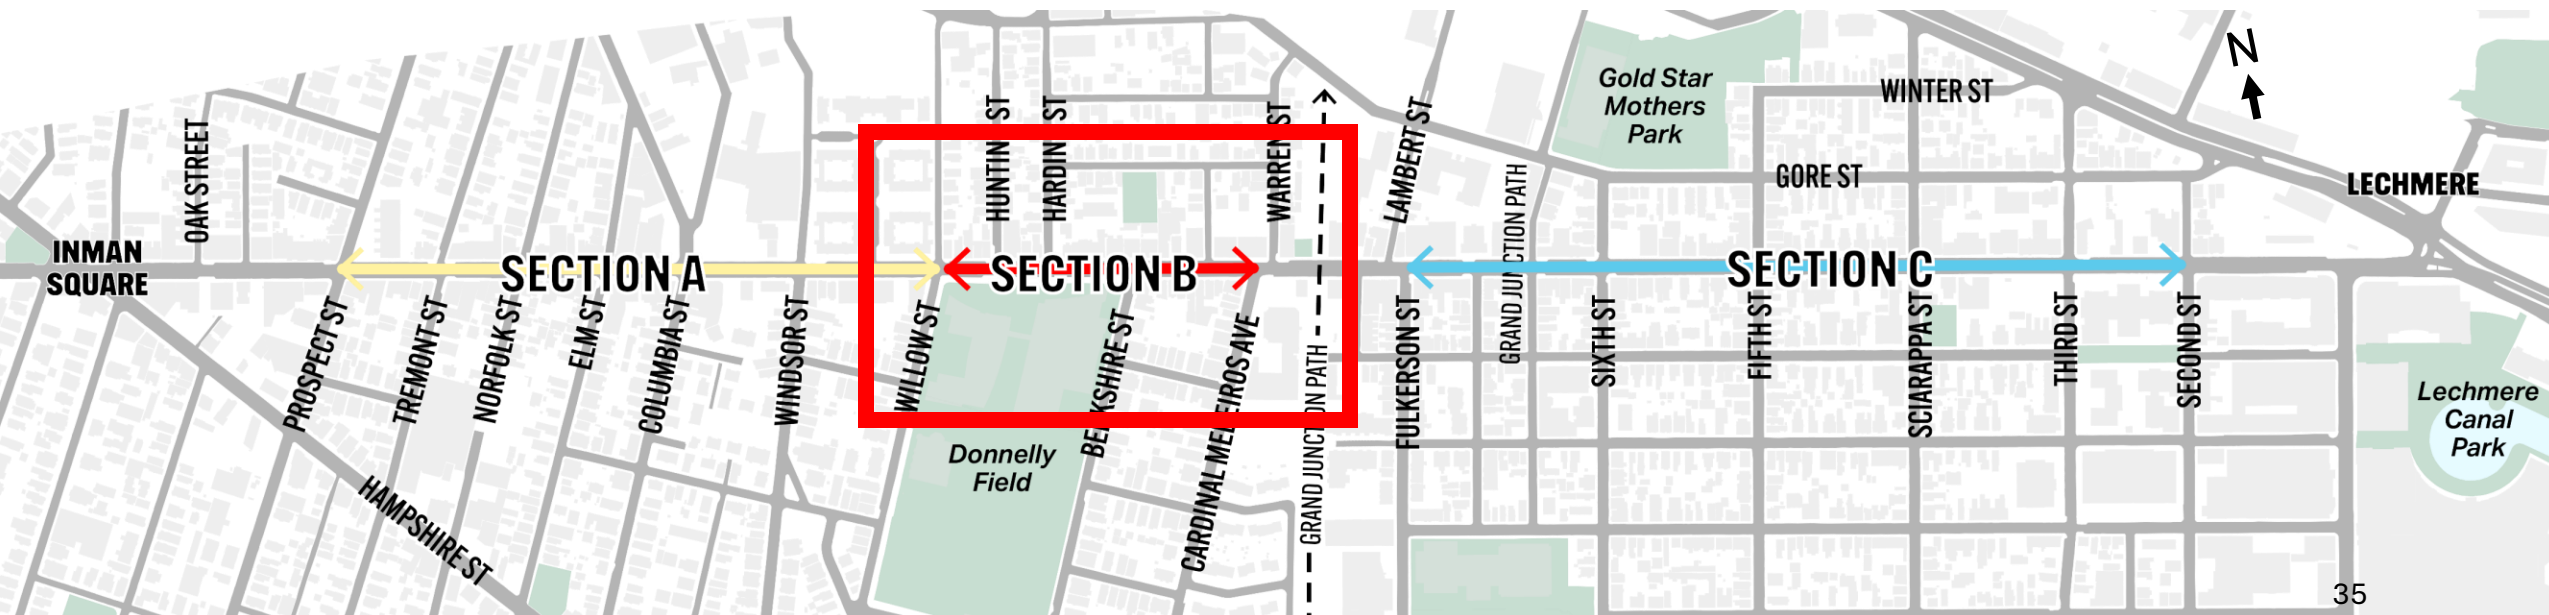 N
Gold Star
Mothers
Park
WINTER ST
GORE ST
LECHMERE
OAK STREET
HUNTIN ST
HARDIN ST
WARREN ST
LAMBERT ST
GRAND JUNCTION PATH
INMAN
SQUARE
SECTION A
SECTION B
SECTION C
PROSPECT ST
TREMONT ST
NORFOLK ST
ELM ST
COLUMBIA ST
WINDSOR ST
WILLOW ST
BERKSHIRE ST
CARDINAL MEDEIROS AVE
GRAND JUNCTION PATH
FULKERSON ST
SIXTH ST
FIFTH ST
SCIARAPPA ST
THIRD ST
SECOND ST
HAMPSHIRE ST
Donnelly
Field
Lechmere
Canal
Park
35